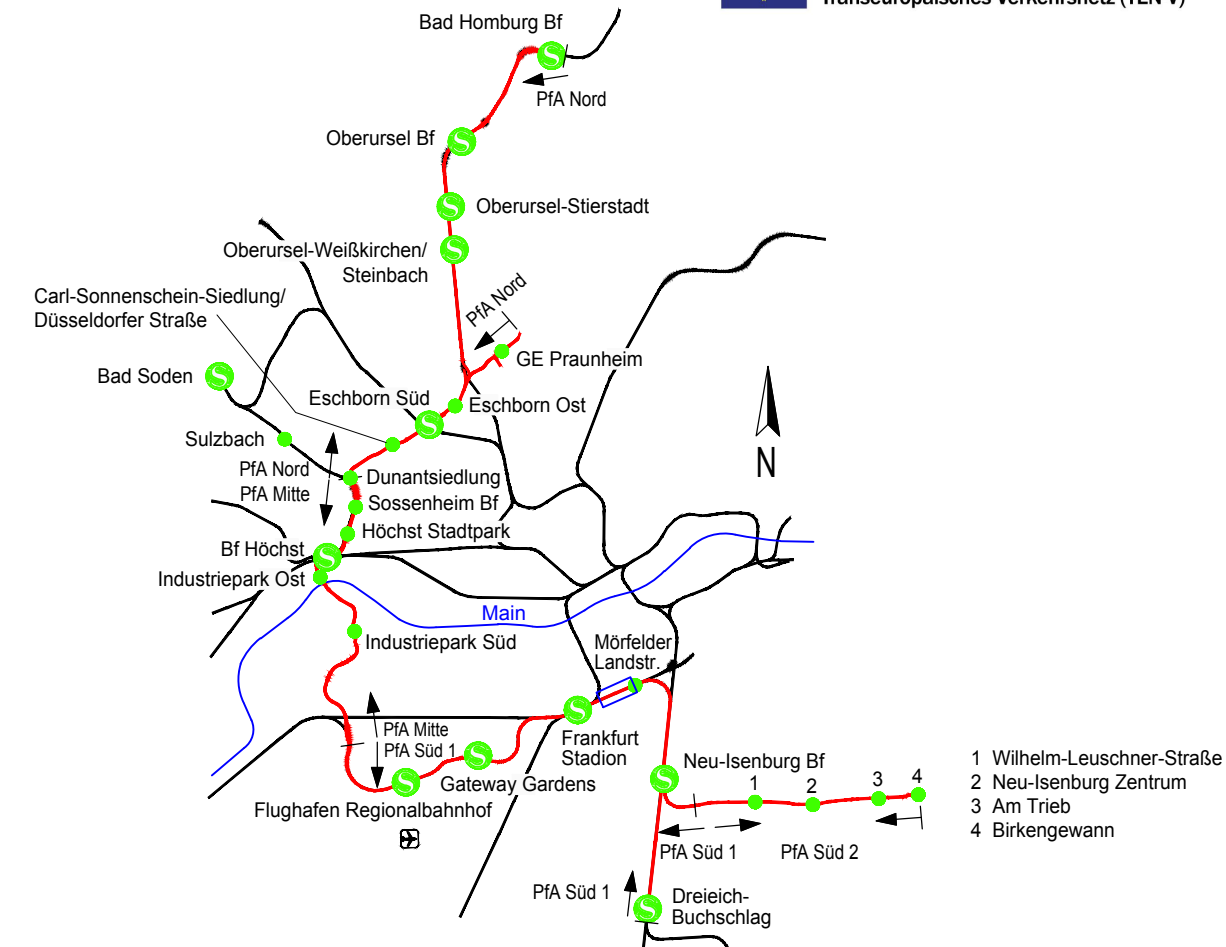 Transeuropäisches Verkehrsnetz (TEN-V)
Bad Homburg Bf
PfA Nord
Oberursel Bf
Oberursel-Stierstadt
Oberursel-Weißkirchen/
Steinbach
PfA Nord
Carl-Sonnenschein-Siedlung/
Düsseldorfer Straße
GE Praunheim
Bad Soden
Eschborn Süd
Eschborn Ost
Sulzbach
PfA Nord
PfA Mitte
Dunantsiedlung
Sossenheim Bf
Höchst Stadtpark
N
Bf Höchst
Industriepark Ost
Main
Industriepark Süd
Mörfelder
Landstr.
PfA Mitte
PfA Süd 1
Frankfurt
Stadion
Gateway Gardens
Flughafen Regionalbahnhof
Neu-Isenburg Bf
1
2
3
4
PfA Süd 1
PfA Süd 2
1 Wilhelm-Leuschner-Straße
2 Neu-Isenburg Zentrum
3 Am Trieb
4 Birkengewann
PfA Süd 1
Dreieich-
Buchschlag